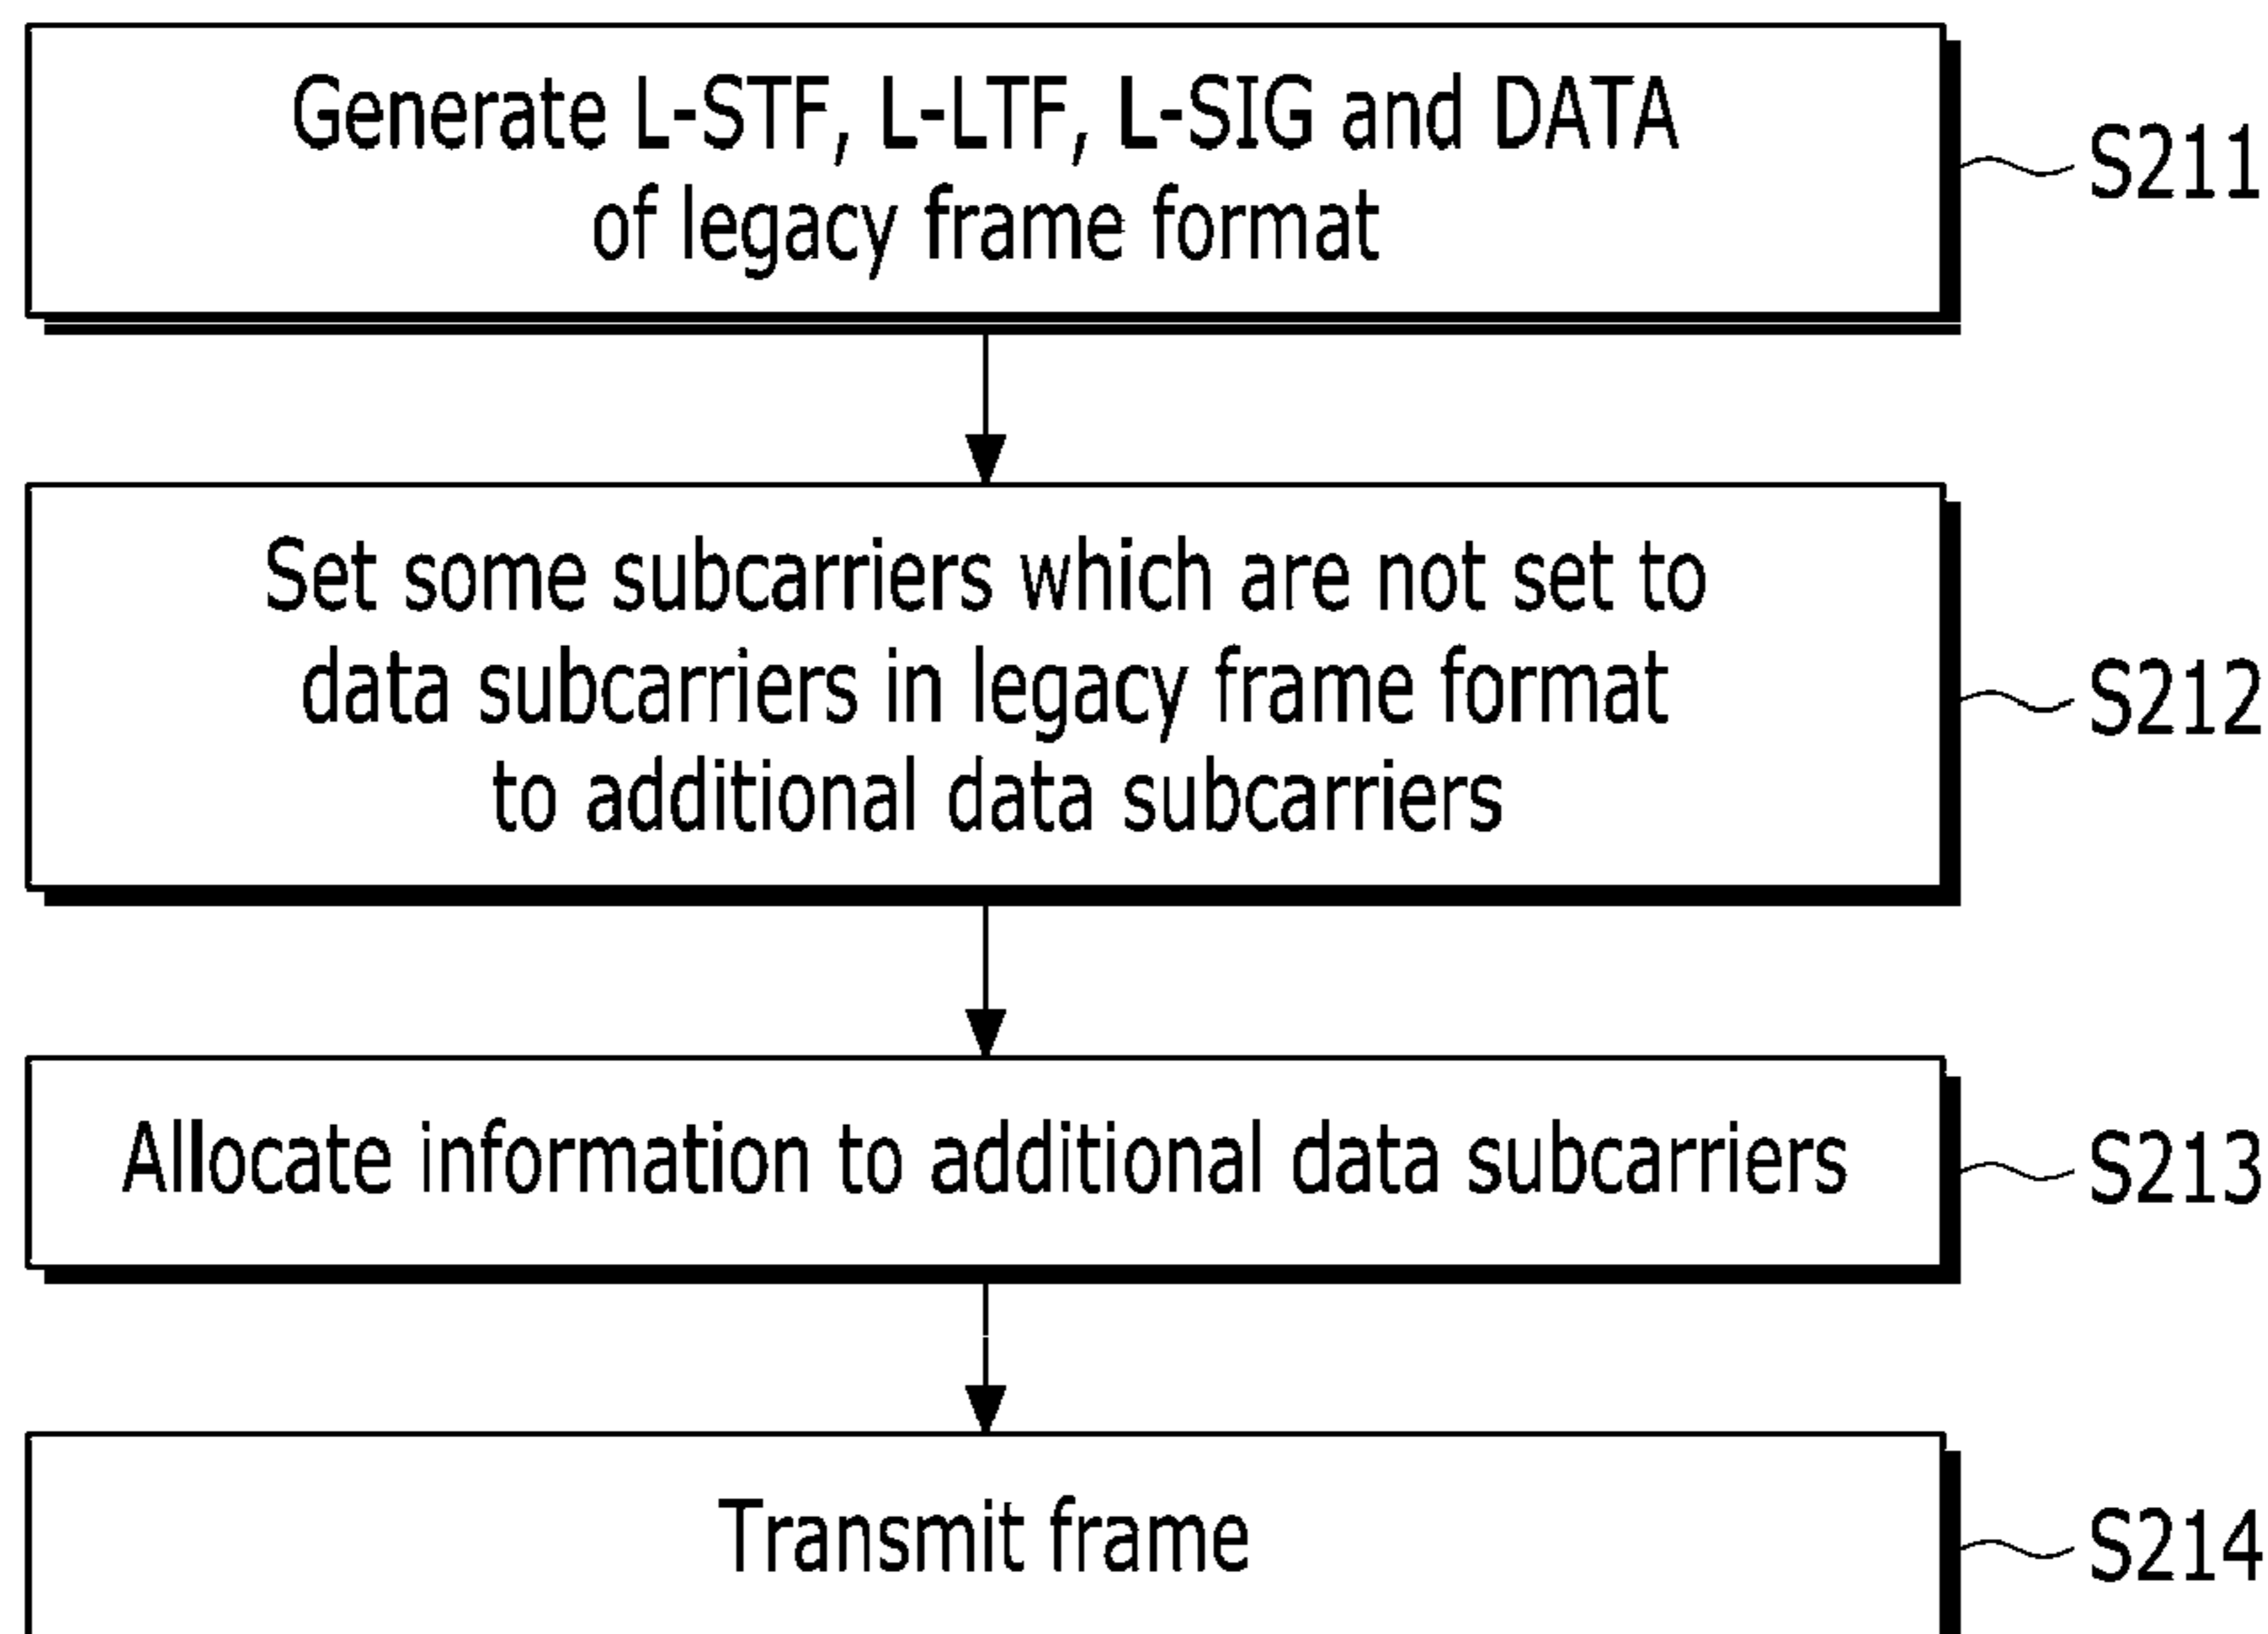 Generate L-STF, L-LTF, L-SIG and DATA
of legacy frame format
S211
Set some subcarriers which are not set to
data subcarriers in legacy frame format
to additional data subcarriers
S212
Allocate information to additional data subcarriers
S213
Transmit frame
S214